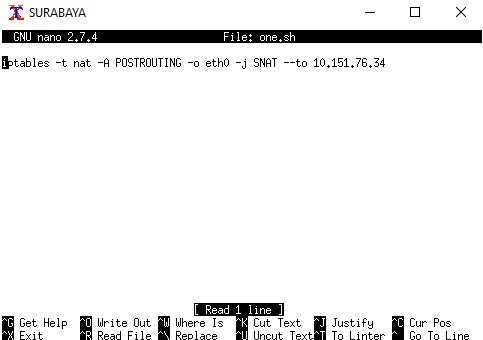 SURABAYA
GNU nano 2.7.4 File: one.sh
iptables -t nat -A POSTROUTING -o eth0 -j SNAT --to 10.151.76.34
[ Read 1 line ]
^G Get Help ^O Write Out ^W Where Is ^K Cut Text ^J Justify ^C Cur Pos
^X Exit ^R Read File ^\ Replace ^U Uncut Text ^T To Linter ^_ Go To Line